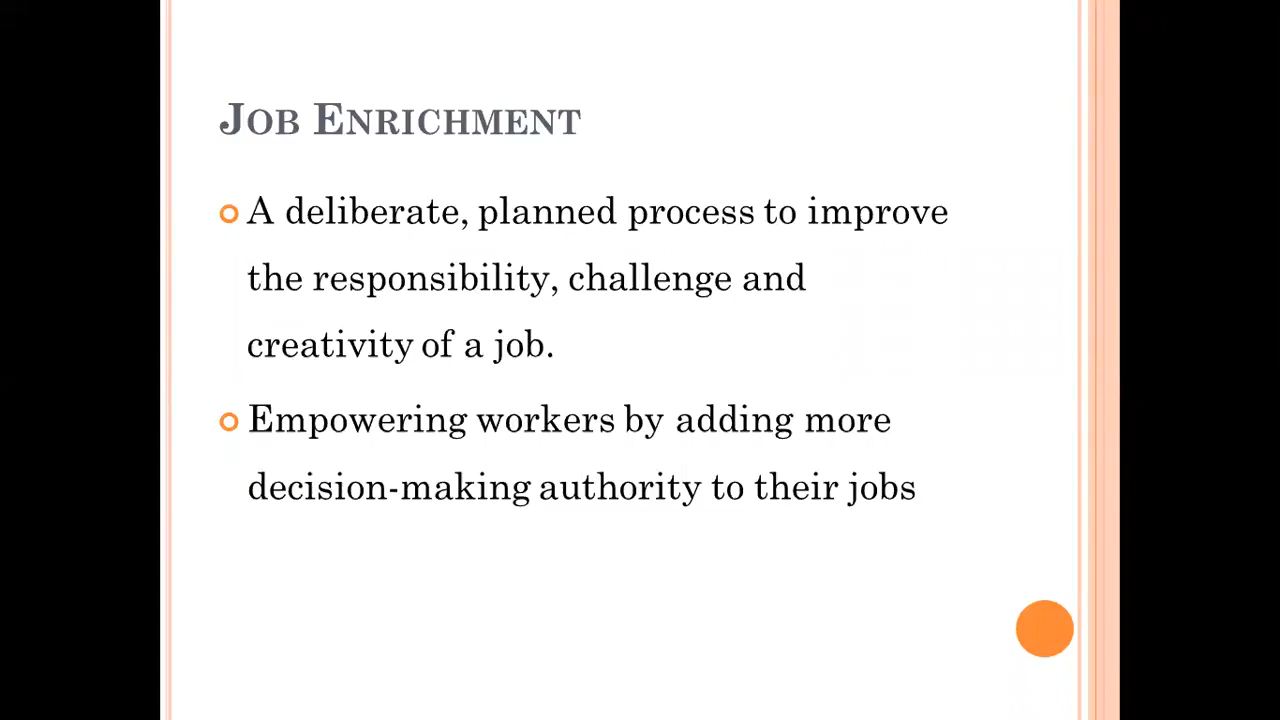 Job Enrichment
A deliberate, planned process to improve
the responsibility, challenge and
creativity of a job.
Empowering workers by adding more
decision-making authority to their jobs